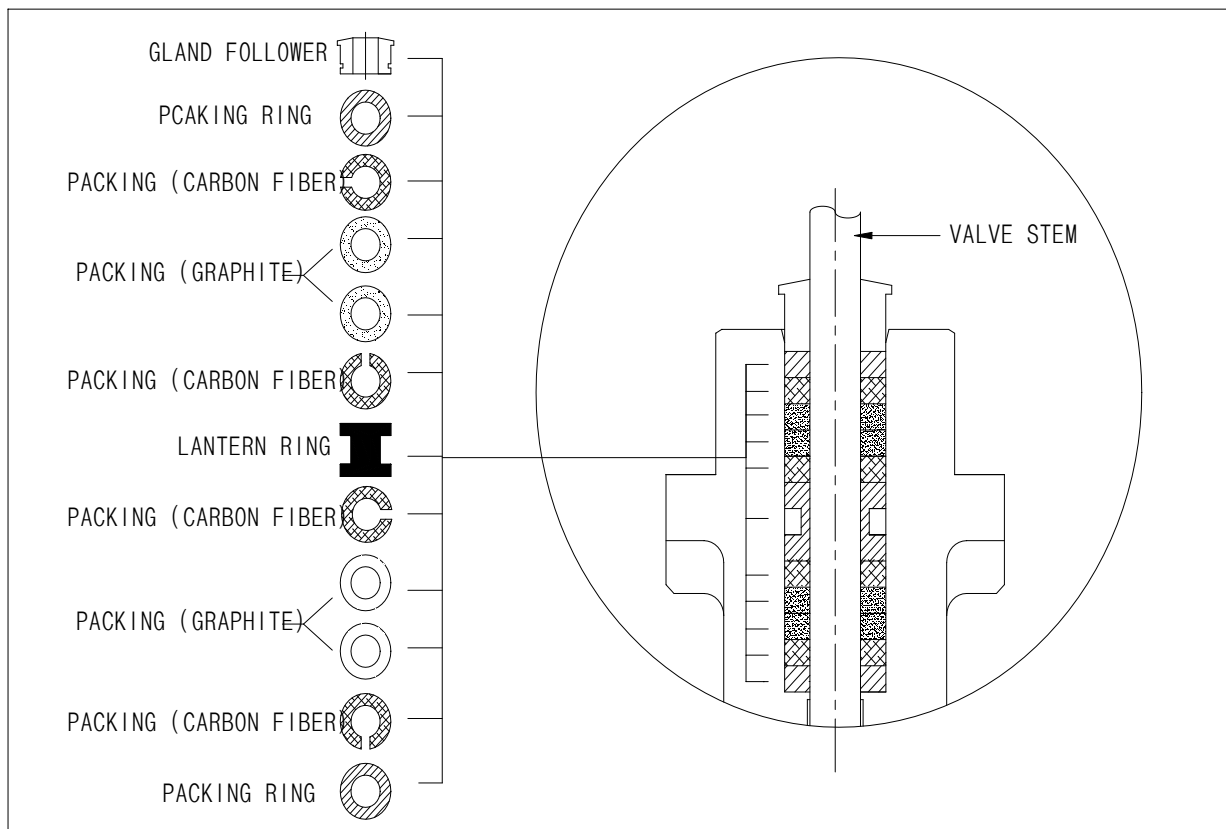 GLAND FOLLOWER
PCAKING RING
PACKING (CARBON FIBER)
PACKING (GRAPHITE)
PACKING (CARBON FIBER)
LANTERN RING
PACKING (CARBON FIBER)
PACKING (GRAPHITE)
PACKING (CARBON FIBER)
PACKING RING
VALVE STEM